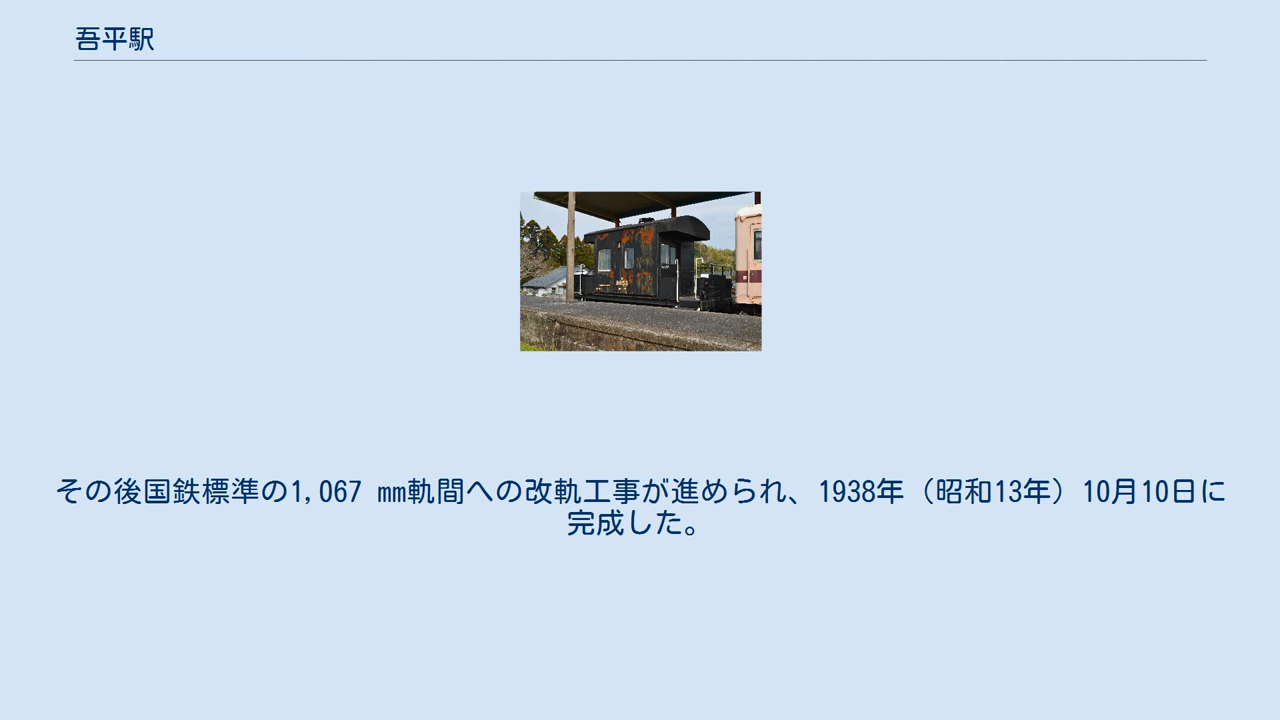 吾平駅
その後国鉄標準の1,067 mm軌間への改軌工事が進められ、1938年（昭和13年）10月10日に
完成した。